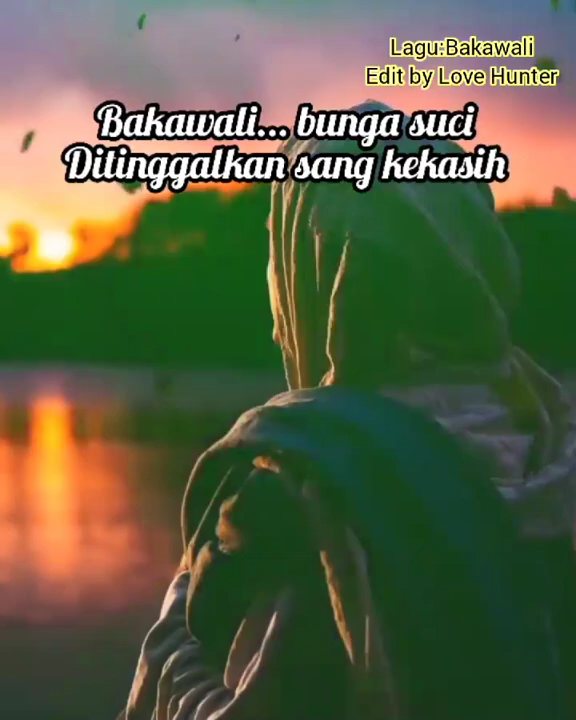 Lagu:Bakawali
Edit by Love Hunter
Bakawali... bunga suci
Ditinggalkan sang kekasih